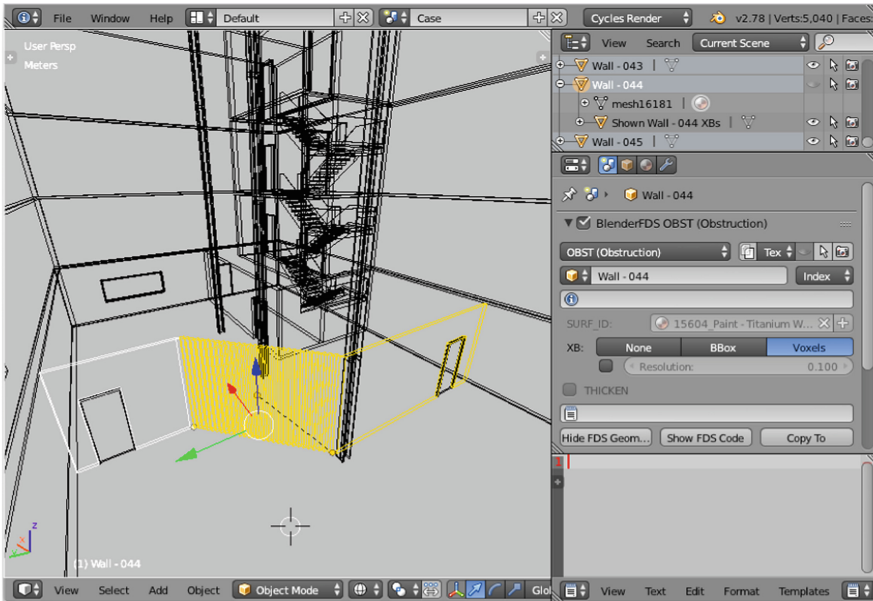 File Window Help Default Case Cycles Render v2.78 | Verts:5,040 | Faces:
User Persp
Meters
(1) Wall - 044
View Select Add Object Object Mode Glo
View Search Current Scene
Wall - 043
Wall - 044
mesh16181
Shown Wall - 044 XBs
Wall - 045
Wall - 044
BlenderFDS OBST (Obstruction)
OBST (Obstruction) Tex
Wall - 044 Index
SURF_ID: 15604_Paint - Titanium W...
XB: None BBox Voxels
Resolution: 0.100
THICKEN
Hide FDS Geom... Show FDS Code Copy To
1
View Text Edit Format Templates